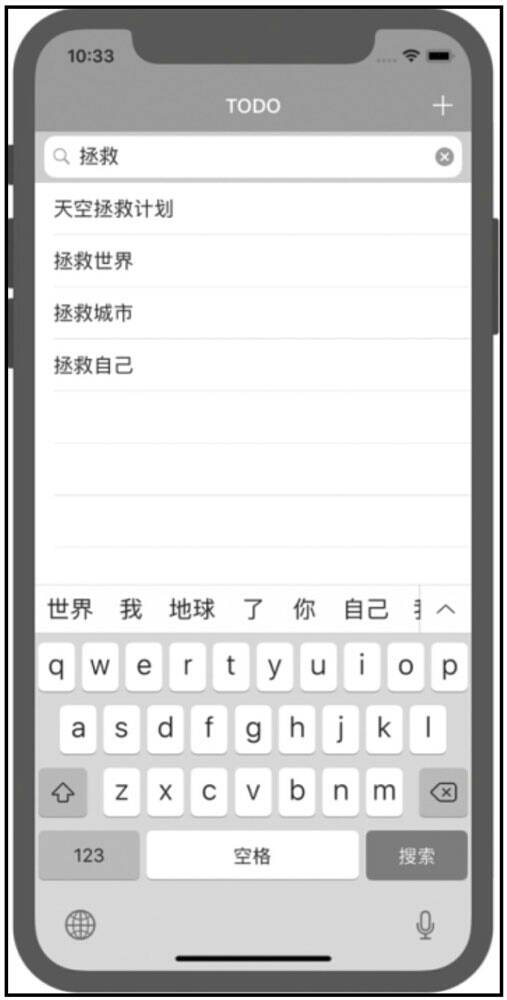 10:33
TODO
拯救
天空拯救计划
拯救世界
拯救城市
拯救自己
世界 我 地球 了 你 自己
q w e r t y u i o p
a s d f g h j k l
z x c v b n m
123 空格 搜索